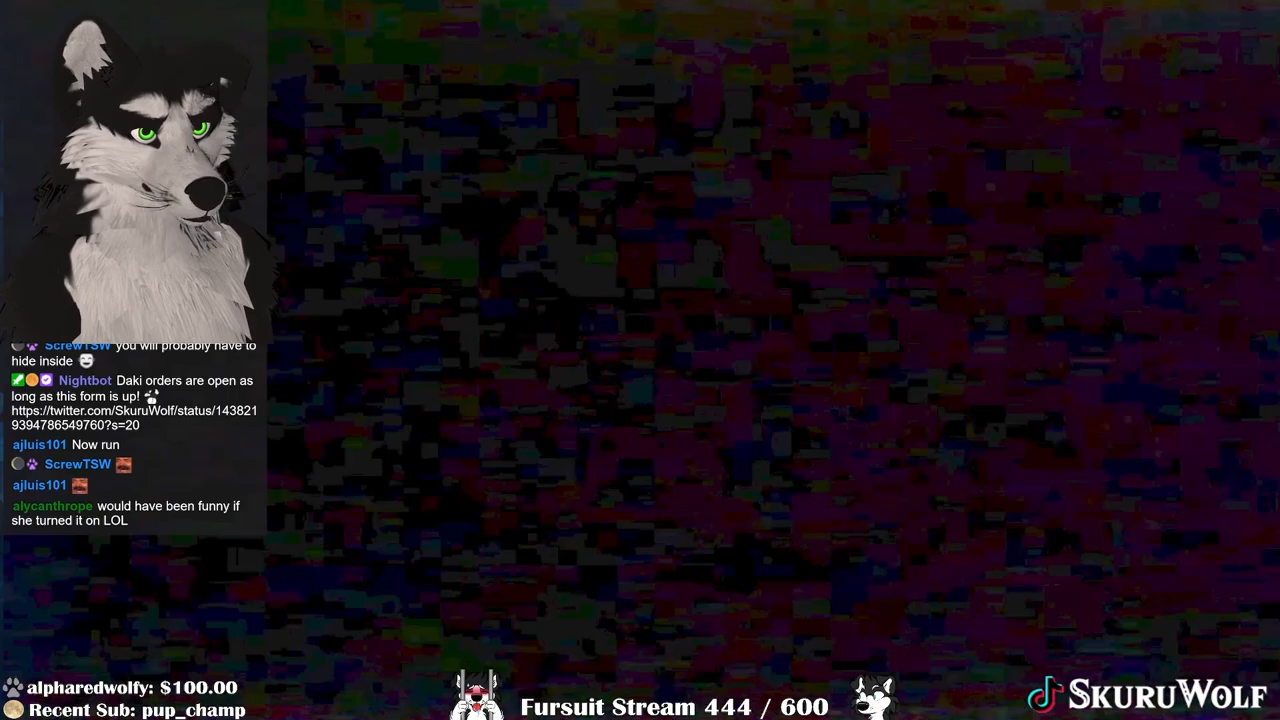 ScrewTSW you will probably have to
hide inside
Nightbot Daki orders are open as
long as this form is up!
https://twitter.com/SkuruWolf/status/143821
9394786549760?s=20
ajluis101 Now run
ScrewTSW
ajluis101
alycanthrope would have been funny if
she turned it on LOL
alpharedwolfy: $100.00
Recent Sub: pup_champ
Fursuit Stream 444 / 600
SKURUWOLF